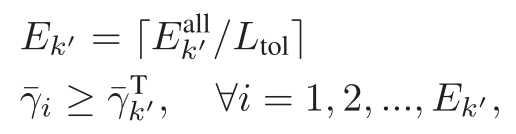 E_{k′} = ⌈E_{k′}^{all}/L_{tol}⌉
γ̄_i ≥ γ̄_{k′}^{T}, ∀i = 1, 2, ..., E_{k′},